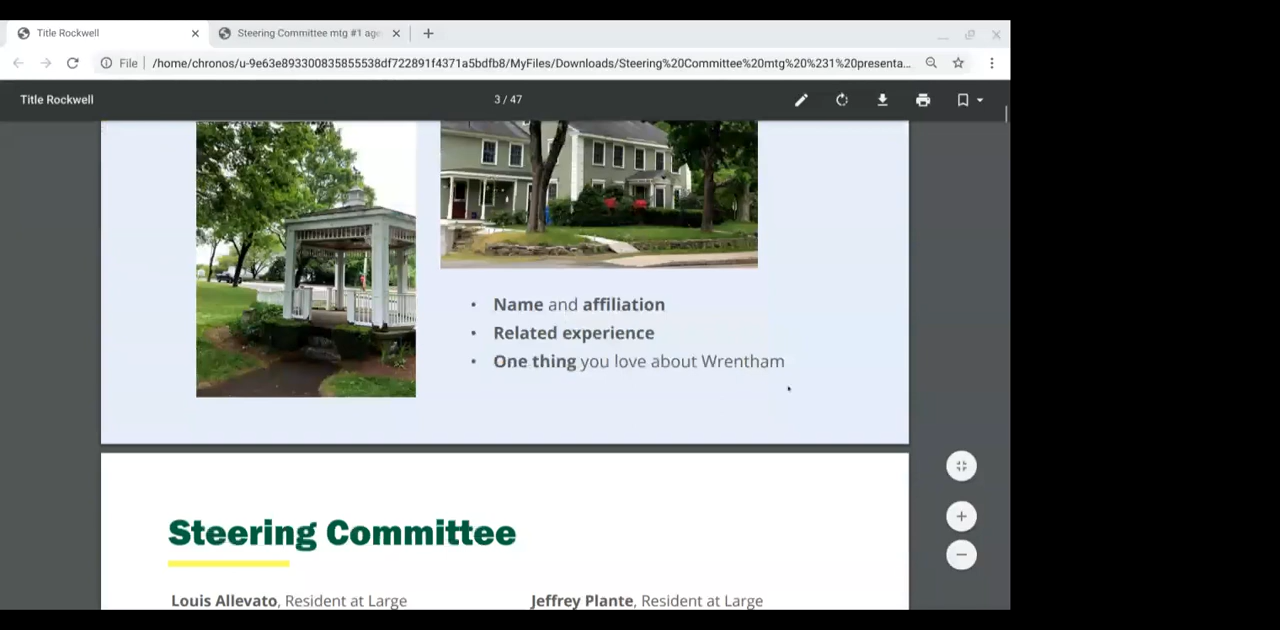 Title Rockwell
Steering Committee mtg #1 age
File
/home/chronos/u-9e63e893300835855538df722891f4371a5bdfb8/MyFiles/Downloads/Steering%20Committee%20mtg%20%231%20presenta...
Title Rockwell
3 / 47
• Name and affiliation
• Related experience
• One thing you love about Wrentham
Steering Committee
Louis Allevato, Resident at Large
Jeffrey Plante, Resident at Large